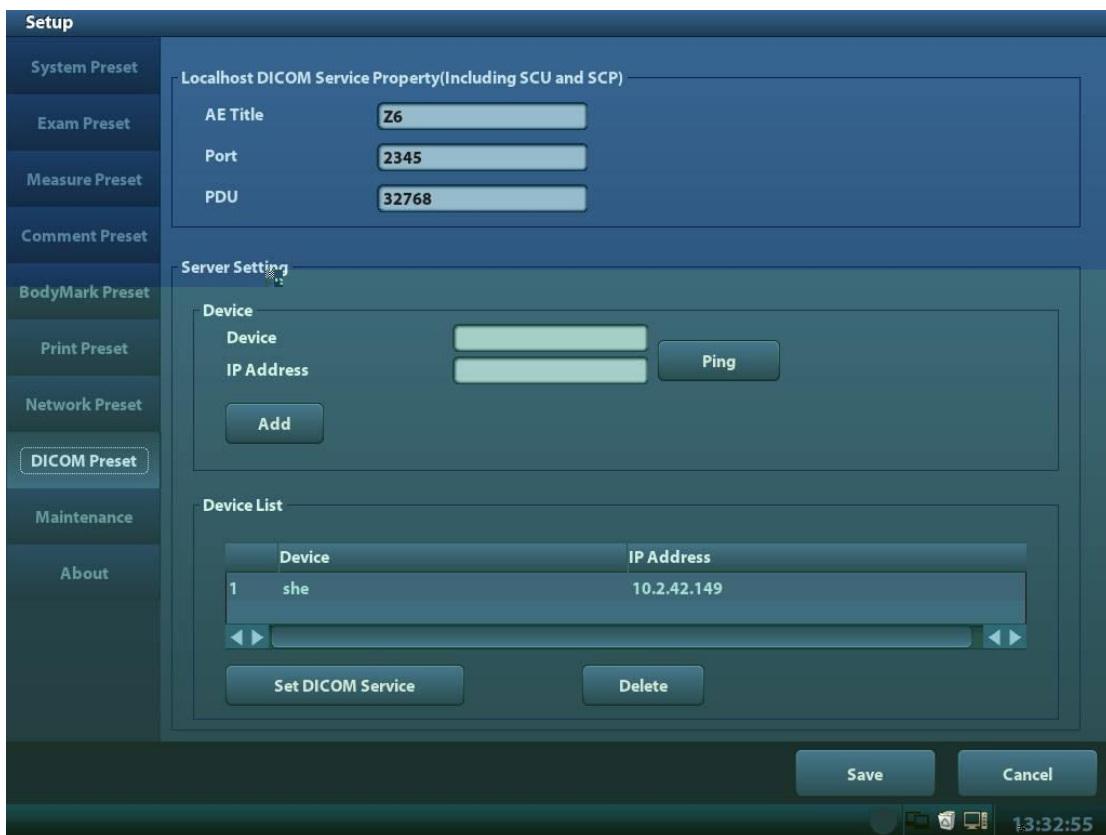 Setup
System Preset
Exam Preset
Measure Preset
Comment Preset
BodyMark Preset
Print Preset
Network Preset
DICOM Preset
Maintenance
About
Localhost DICOM Service Property(Including SCU and SCP)
AE Title Z6
Port 2345
PDU 32768
Server Setting
Device
Device
IP Address
Ping
Add
Device List
Device IP Address
1 she 10.2.42.149
Set DICOM Service Delete
Save Cancel
13:32:55